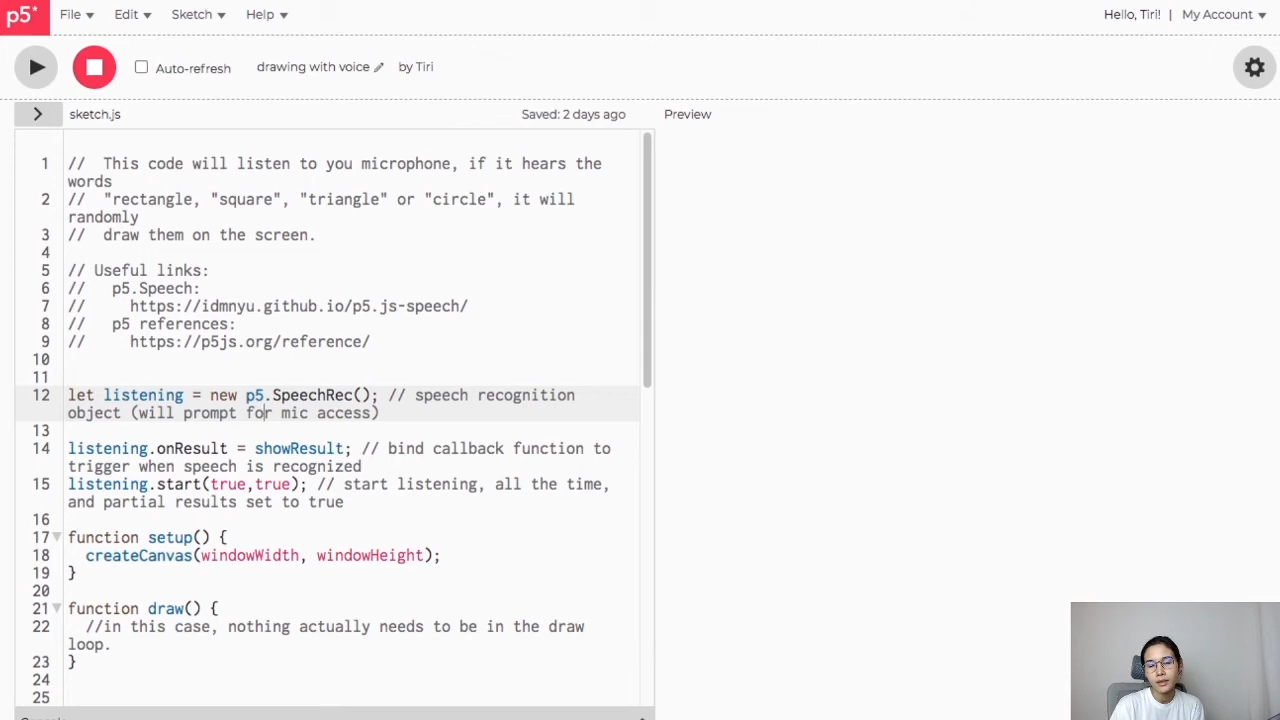 p5* File Edit Sketch Help Hello, Tiri! | My Account
Auto-refresh drawing with voice by Tiri
> sketch.js Saved: 2 days ago Preview
1 // This code will listen to you microphone, if it hears the
words
2 // "rectangle, "square", "triangle" or "circle", it will
randomly
3 // draw them on the screen.
4
5 // Useful links:
6 // p5.Speech:
7 // https://idmnyu.github.io/p5.js-speech/
8 // p5 references:
9 // https://p5js.org/reference/
10
11
12 let listening = new p5.SpeechRec(); // speech recognition
object (will prompt for mic access)
13
14 listening.onResult = showResult; // bind callback function to
trigger when speech is recognized
15 listening.start(true,true); // start listening, all the time,
and partial results set to true
16
17 function setup() {
18 createCanvas(windowWidth, windowHeight);
19 }
20
21 function draw() {
22 //in this case, nothing actually needs to be in the draw
loop.
23 }
24
25